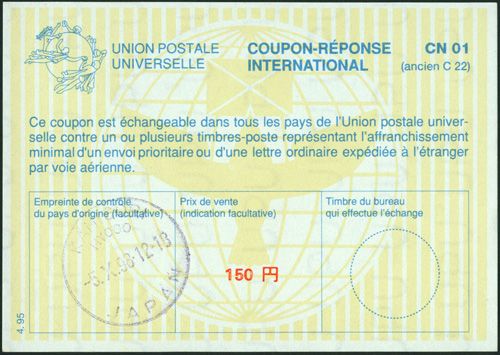 UNION POSTALE
UNIVERSELLE
COUPON-RÉPONSE
INTERNATIONAL
CN 01
(ancien C 22)
Ce coupon est échangeable dans tous les pays de l'Union postale univer-
selle contre un ou plusieurs timbres-poste représentant l'affranchissement
minimal d'un envoi prioritaire ou d'une lettre ordinaire expédiée à l'étranger
par voie aérienne.
Empreinte de contrôle
du pays d'origine (facultative)
Prix de vente
(indication facultative)
Timbre du bureau
qui effectue l'échange
150 円
JAPAN
4.95